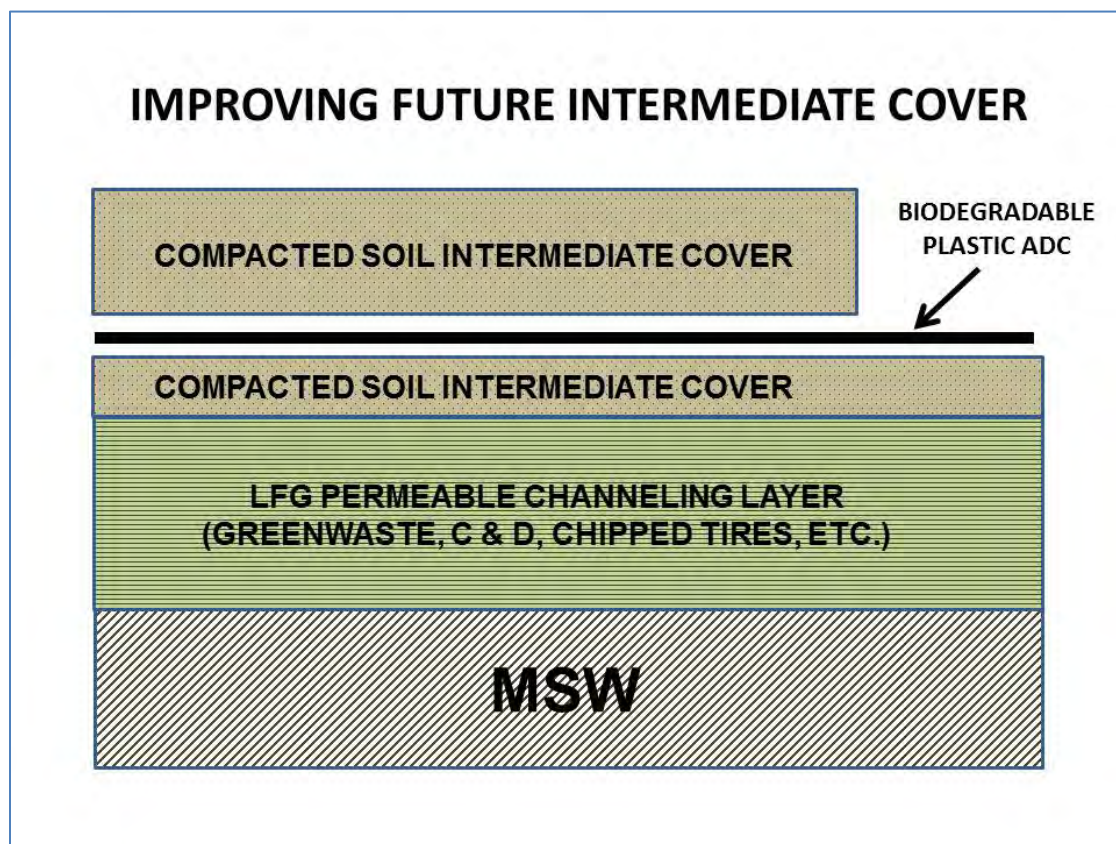 IMPROVING FUTURE INTERMEDIATE COVER
BIODEGRADABLE
PLASTIC ADC
COMPACTED SOIL INTERMEDIATE COVER
COMPACTED SOIL INTERMEDIATE COVER
LFG PERMEABLE CHANNELING LAYER
(GREENWASTE, C & D, CHIPPED TIRES, ETC.)
MSW